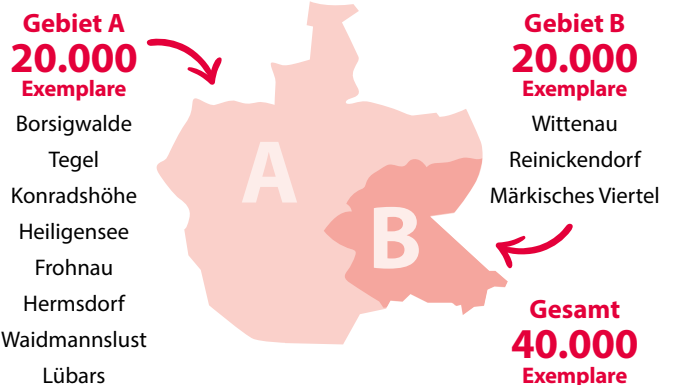 Gebiet A
20.000
Exemplare
Borsigwalde
Tegel
Konradshöhe
Heiligensee
Frohnau
Hermsdorf
Waidmannslust
Lübars
A
B
Gebiet B
20.000
Exemplare
Wittenau
Reinickendorf
Märkisches Viertel
Gesamt
40.000
Exemplare